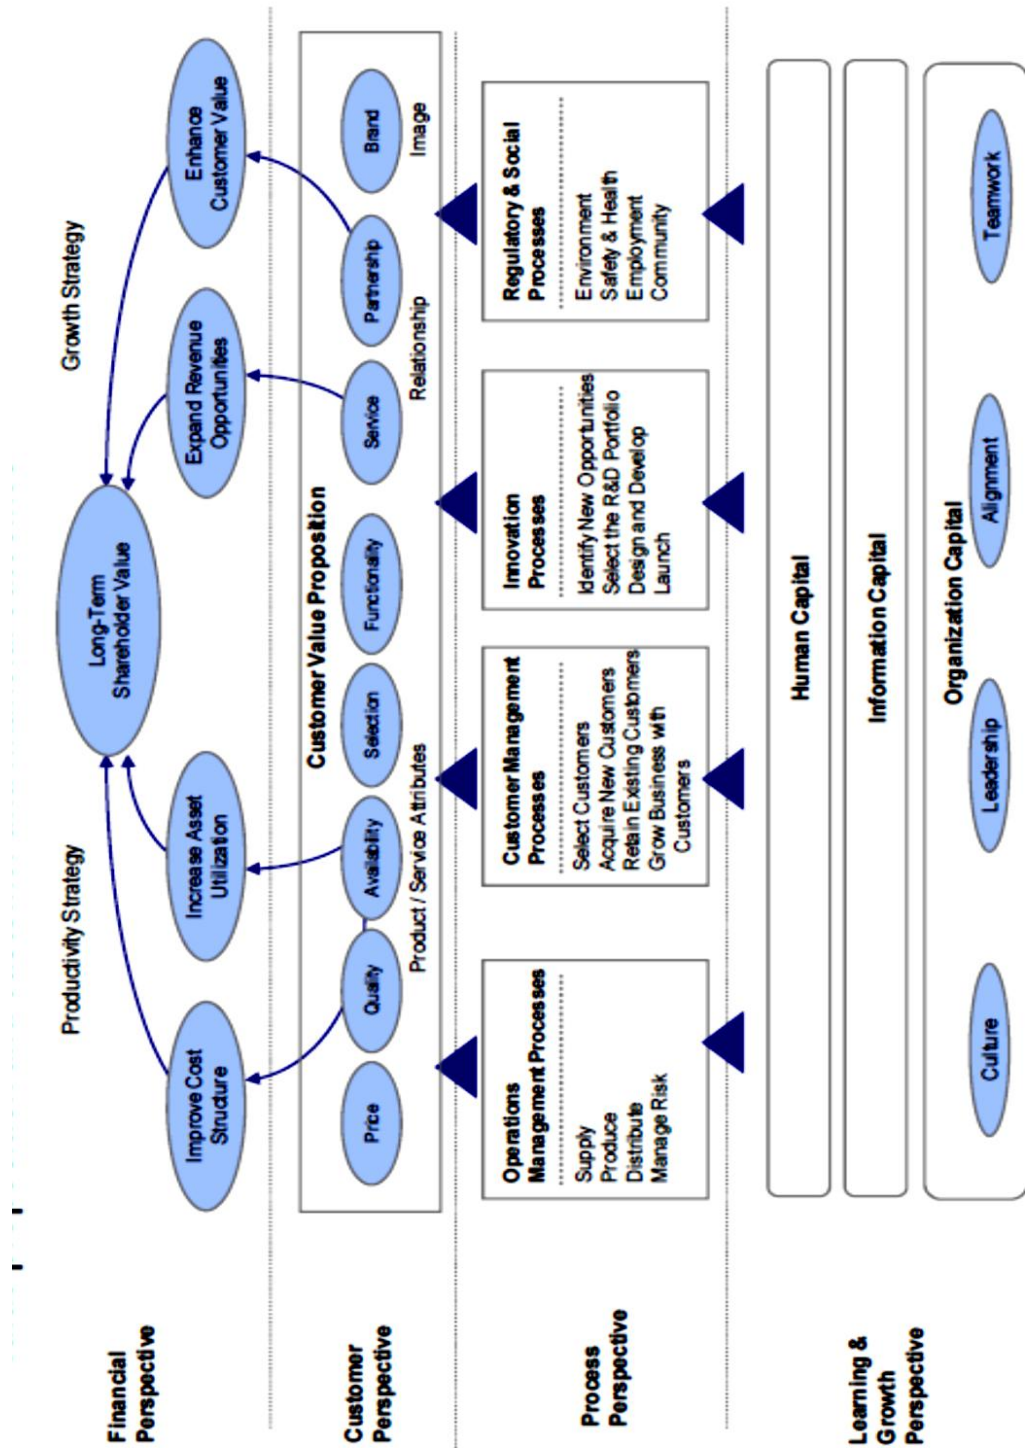 Financial
Perspective
Productivity Strategy
Growth Strategy
Long-Term
Shareholder Value
Improve Cost
Structure
Increase Asset
Utilization
Expand Revenue
Opportunities
Enhance
Customer Value
Customer
Perspective
Customer Value Proposition
Price
Quality
Availability
Selection
Functionality
Service
Partnership
Brand
Product / Service Attributes
Relationship
Image
Process
Perspective
Operations
Management Processes
Supply
Produce
Distribute
Manage Risk
Customer Management
Processes
Select Customers
Acquire New Customers
Retain Existing Customers
Grow Business with
Customers
Innovation
Processes
Identify New Opportunities
Select the R&D Portfolio
Design and Develop
Launch
Regulatory & Social
Processes
Environment
Safety & Health
Employment
Community
Learning &
Growth
Perspective
Human Capital
Information Capital
Organization Capital
Culture
Leadership
Alignment
Teamwork